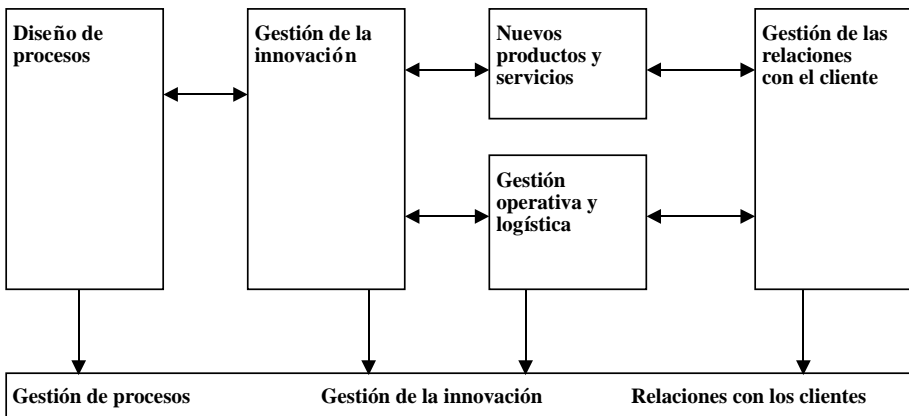 Diseño de
procesos
Gestión de la
innovación
Nuevos
productos y
servicios
Gestión de las
relaciones
con el cliente
Gestión
operativa y
logística
Gestión de procesos
Gestión de la innovación
Relaciones con los clientes